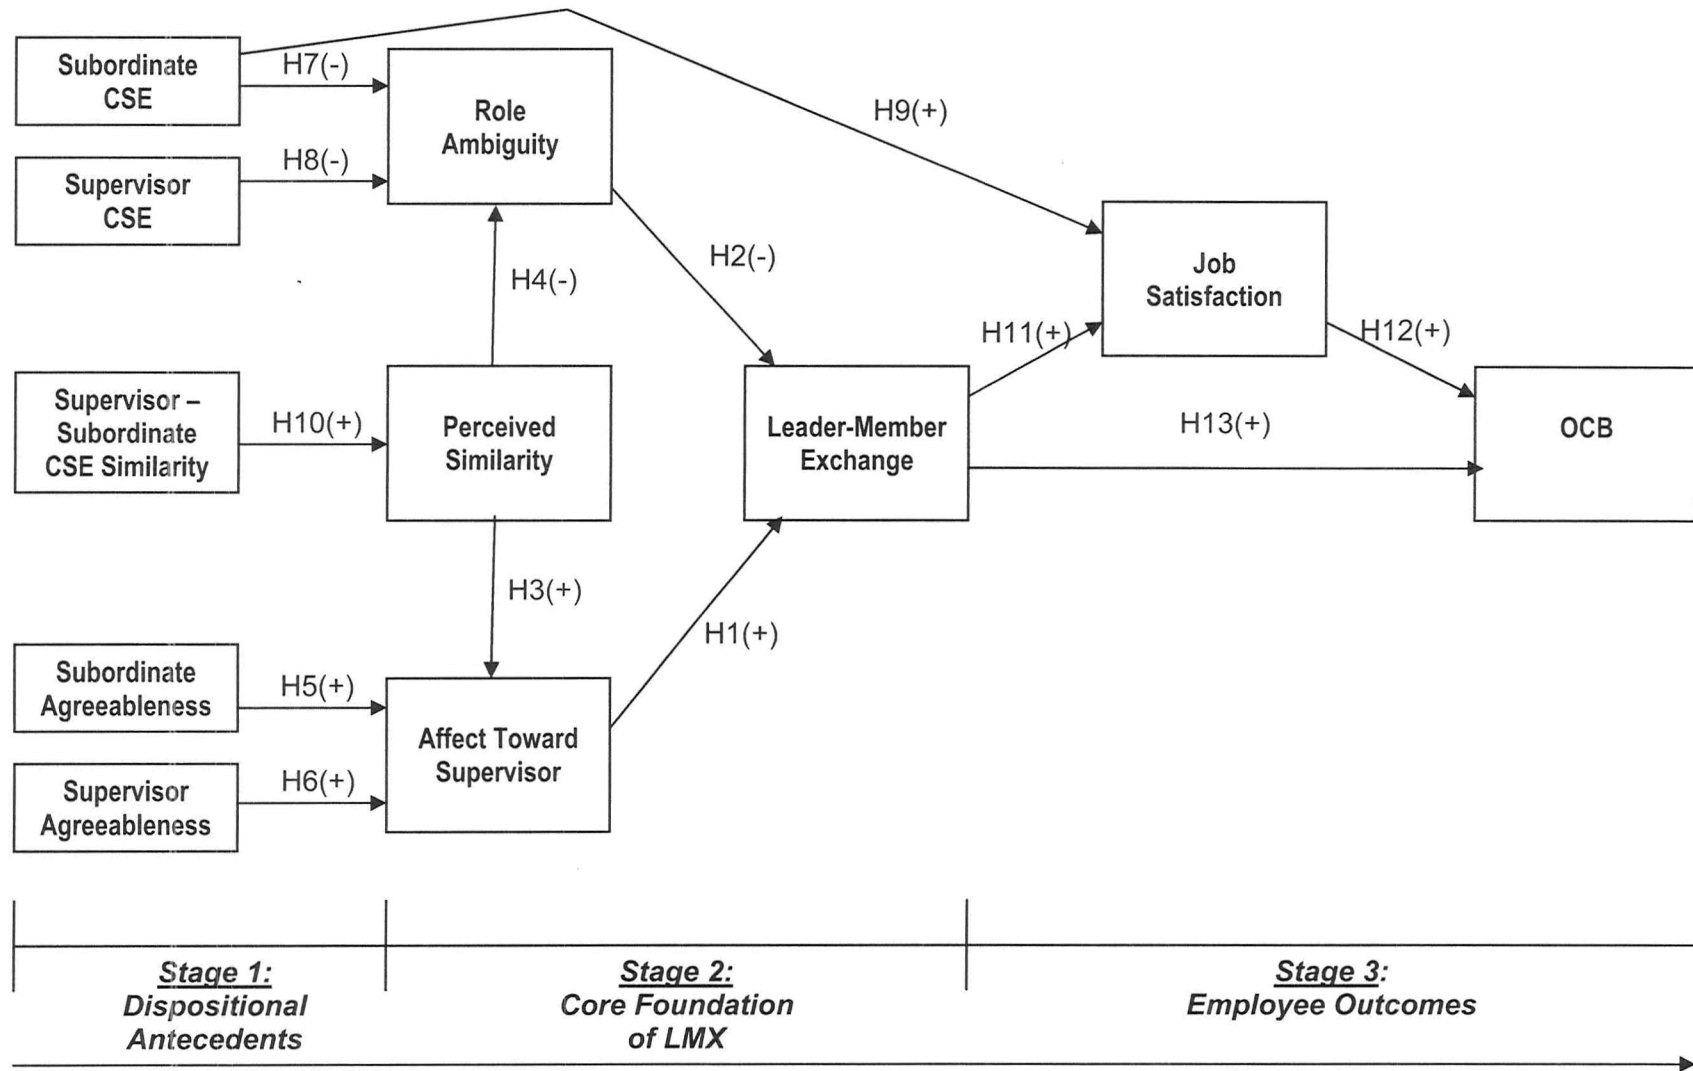 Subordinate
CSE
H7(-)
Role
Ambiguity
H9(+)
Supervisor
CSE
H8(-)
H4(-)
H2(-)
Job
Satisfaction
H11(+)
H12(+)
Supervisor –
Subordinate
CSE Similarity
H10(+)
Perceived
Similarity
Leader-Member
Exchange
H13(+)
OCB
H3(+)
H1(+)
Subordinate
Agreeableness
H5(+)
Affect Toward
Supervisor
Supervisor
Agreeableness
H6(+)
Stage 1:
Dispositional
Antecedents
Stage 2:
Core Foundation
of LMX
Stage 3:
Employee Outcomes